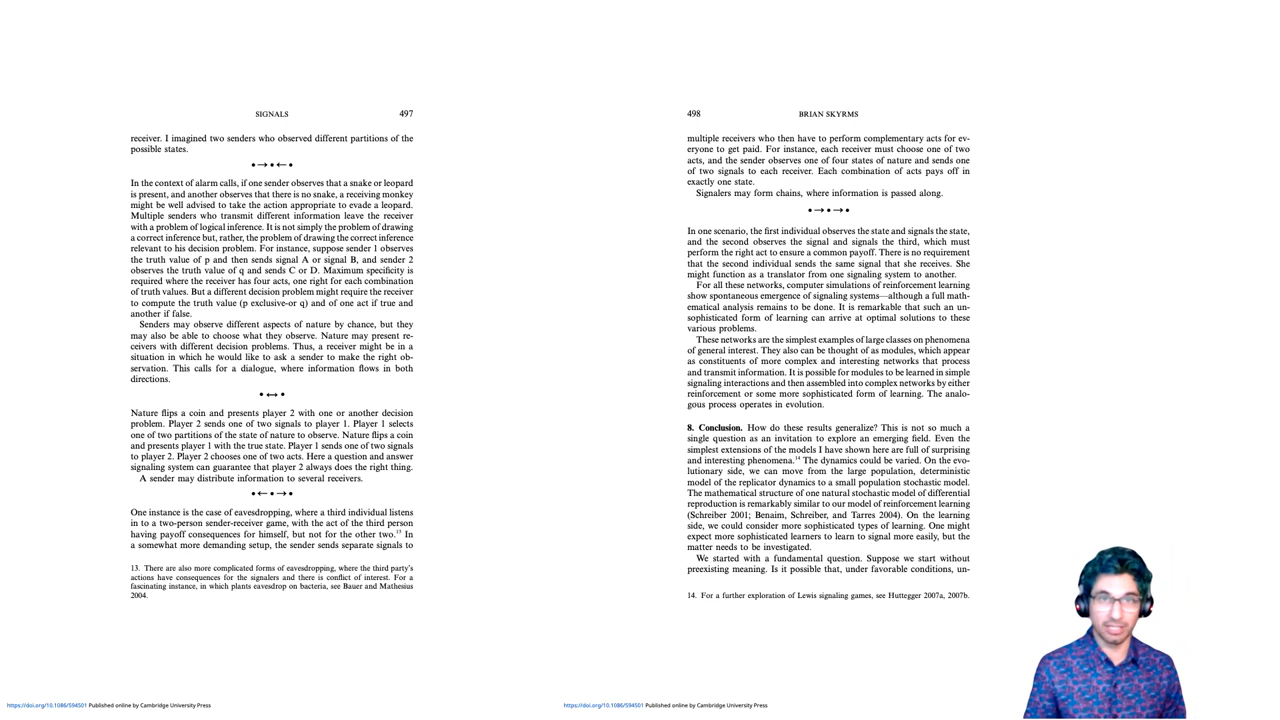 SIGNALS 497
receiver. I imagined two senders who observed different partitions of the
possible states.
•→•←•
In the context of alarm calls, if one sender observes that a snake or leopard
is present, and another observes that there is no snake, a receiving monkey
might be well advised to take the action appropriate to evade a leopard.
Multiple senders who transmit different information leave the receiver
with a problem of logical inference. It is not simply the problem of drawing
a correct inference but, rather, the problem of drawing the correct inference
relevant to his decision problem. For instance, suppose sender 1 observes
the truth value of p and then sends signal A or signal B, and sender 2
observes the truth value of q and sends C or D. Maximum specificity is
required where the receiver has four acts, one right for each combination
of truth values. But a different decision problem might require the receiver
to compute the truth value (p exclusive-or q) and of one act if true and
another if false.
Senders may observe different aspects of nature by chance, but they
may also be able to choose what they observe. Nature may present re-
ceivers with different decision problems. Thus, a receiver might be in a
situation in which he would like to ask a sender to make the right ob-
servation. This calls for a dialogue, where information flows in both
directions.
•↔•
Nature flips a coin and presents player 2 with one or another decision
problem. Player 2 sends one of two signals to player 1. Player 1 selects
one of two partitions of the state of nature to observe. Nature flips a coin
and presents player 1 with the true state. Player 1 sends one of two signals
to player 2. Player 2 chooses one of two acts. Here a question and answer
signaling system can guarantee that player 2 always does the right thing.
A sender may distribute information to several receivers.
•←•→•
One instance is the case of eavesdropping, where a third individual listens
in to a two-person sender-receiver game, with the act of the third person
having payoff consequences for himself, but not for the other two.13 In
a somewhat more demanding setup, the sender sends separate signals to
13. There are also more complicated forms of eavesdropping, where the third party's
actions have consequences for the signalers and there is conflict of interest. For a
fascinating instance, in which plants eavesdrop on bacteria, see Bauer and Mathesius
2004.
https://doi.org/10.1086/594501 Published online by Cambridge University Press
498 BRIAN SKYRMS
multiple receivers who then have to perform complementary acts for ev-
eryone to get paid. For instance, each receiver must choose one of two
acts, and the sender observes one of four states of nature and sends one
of two signals to each receiver. Each combination of acts pays off in
exactly one state.
Signalers may form chains, where information is passed along.
•→•→•
In one scenario, the first individual observes the state and signals the state,
and the second observes the signal and signals the third, which must
perform the right act to ensure a common payoff. There is no requirement
that the second individual sends the same signal that she receives. She
might function as a translator from one signaling system to another.
For all these networks, computer simulations of reinforcement learning
show spontaneous emergence of signaling systems—although a full math-
ematical analysis remains to be done. It is remarkable that such an un-
sophisticated form of learning can arrive at optimal solutions to these
various problems.
These networks are the simplest examples of large classes on phenomena
of general interest. They also can be thought of as modules, which appear
as constituents of more complex and interesting networks that process
and transmit information. It is possible for modules to be learned in simple
signaling interactions and then assembled into complex networks by either
reinforcement or some more sophisticated form of learning. The analo-
gous process operates in evolution.
8. Conclusion. How do these results generalize? This is not so much a
single question as an invitation to explore an emerging field. Even the
simplest extensions of the models I have shown here are full of surprising
and interesting phenomena.14 The dynamics could be varied. On the evo-
lutionary side, we can move from the large population, deterministic
model of the replicator dynamics to a small population stochastic model.
The mathematical structure of one natural stochastic model of differential
reproduction is remarkably similar to our model of reinforcement learning
(Schreiber 2001; Benaim, Schreiber, and Tarres 2004). On the learning
side, we could consider more sophisticated types of learning. One might
expect more sophisticated learners to learn to signal more easily, but the
matter needs to be investigated.
We started with a fundamental question. Suppose we start without
preexisting meaning. Is it possible that, under favorable conditions, un-
14. For a further exploration of Lewis signaling games, see Huttegger 2007a, 2007b.
https://doi.org/10.1086/594501 Published online by Cambridge University Press